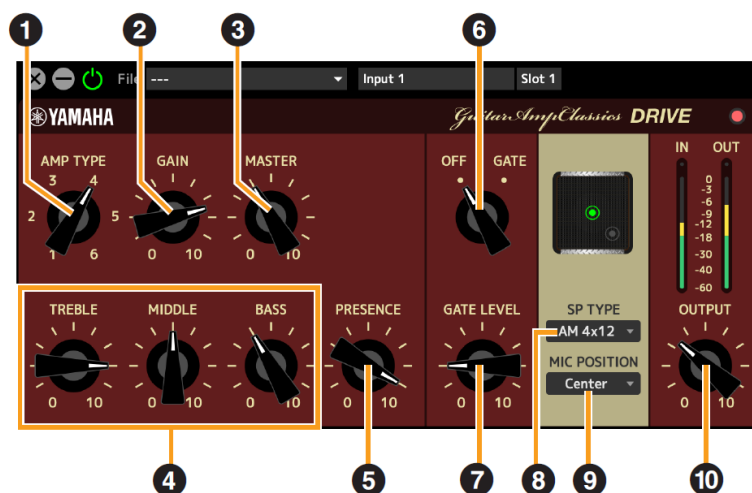 1 2 3 6
File --- Input 1 Slot 1
YAMAHA GuitarAmpClassics DRIVE
AMP TYPE GAIN MASTER OFF GATE IN OUT
1 2 3 4 5 6
0 10 0 10
0
-3
-6
-9
-12
-18
-30
-40
-60
TREBLE MIDDLE BASS PRESENCE GATE LEVEL SP TYPE OUTPUT
AM 4x12
MIC POSITION
Center
0 10 0 10 0 10 0 10 0 10 0 10
4 5 7 8 9 10